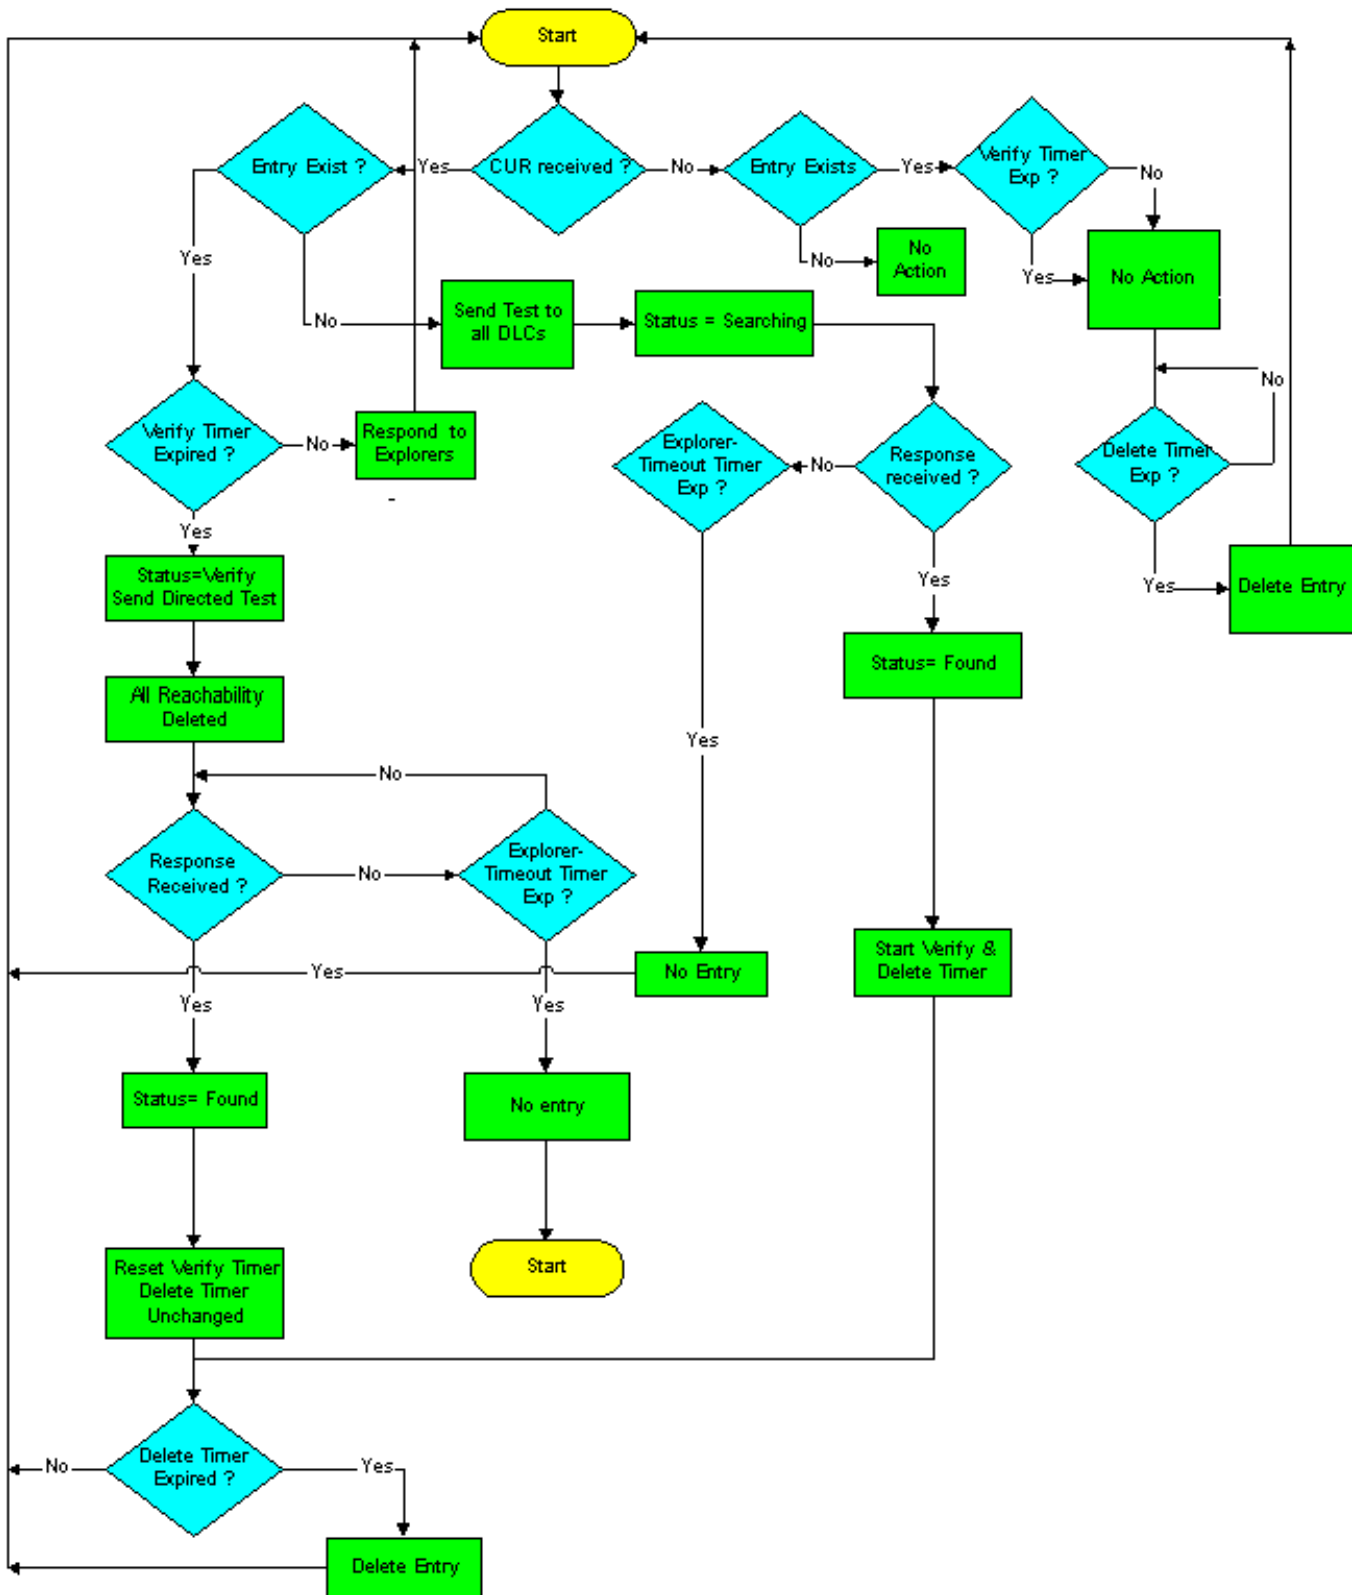 Start
Entry Exist ?
Yes
CUR received ?
No
Entry Exists
Yes
Verify Timer
Exp ?
No
Yes
No
No
Action
Yes
No Action
No
Send Test to
all DLCs
Status = Searching
No
Verify Timer
Expired ?
No
Respond to
Explorers
Explorer-
Timeout Timer
Exp ?
No
Response
received ?
Delete Timer
Exp ?
Yes
Status=Verify
Send Directed Test
Yes
Yes
Delete Entry
Status= Found
All Reachability
Deleted
Yes
No
Response
Received ?
No
Explorer-
Timeout Timer
Exp ?
Start Verify &
Delete Timer
Yes
No Entry
Yes
Yes
Status= Found
No entry
Reset Verify Timer
Delete Timer
Unchanged
Start
No
Delete Timer
Expired ?
Yes
Delete Entry